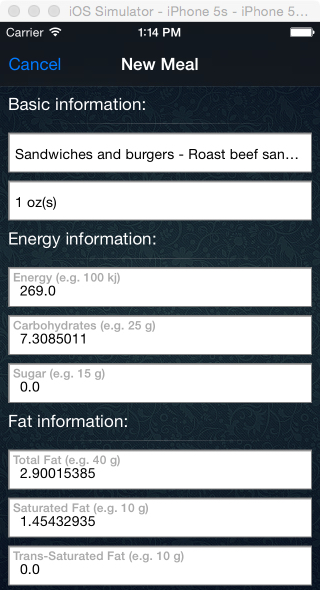 iOS Simulator - iPhone 5s - iPhone 5...
Carrier 1:14 PM
Cancel New Meal
Basic information:
Sandwiches and burgers - Roast beef san...
1 oz(s)
Energy information:
Energy (e.g. 100 kj)
269.0
Carbohydrates (e.g. 25 g)
7.3085011
Sugar (e.g. 15 g)
0.0
Fat information:
Total Fat (e.g. 40 g)
2.90015385
Saturated Fat (e.g. 10 g)
1.45432935
Trans-Saturated Fat (e.g. 10 g)
0.0